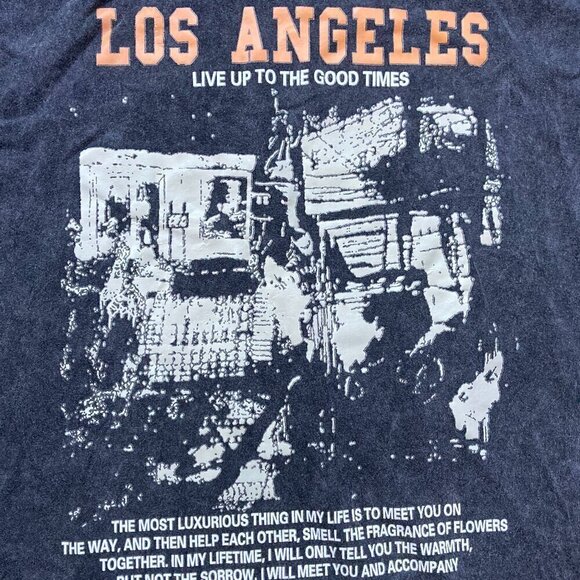 LOS ANGELES
LIVE UP TO THE GOOD TIMES
THE MOST LUXURIOUS THING IN MY LIFE IS TO MEET YOU ON
THE WAY, AND THEN HELP EACH OTHER, SMELL THE FRAGRANCE OF FLOWERS
TOGETHER. IN MY LIFETIME, I WILL ONLY TELL YOU THE WARMTH,
BUT NOT THE SORROW. I WILL MEET YOU AND ACCOMPANY